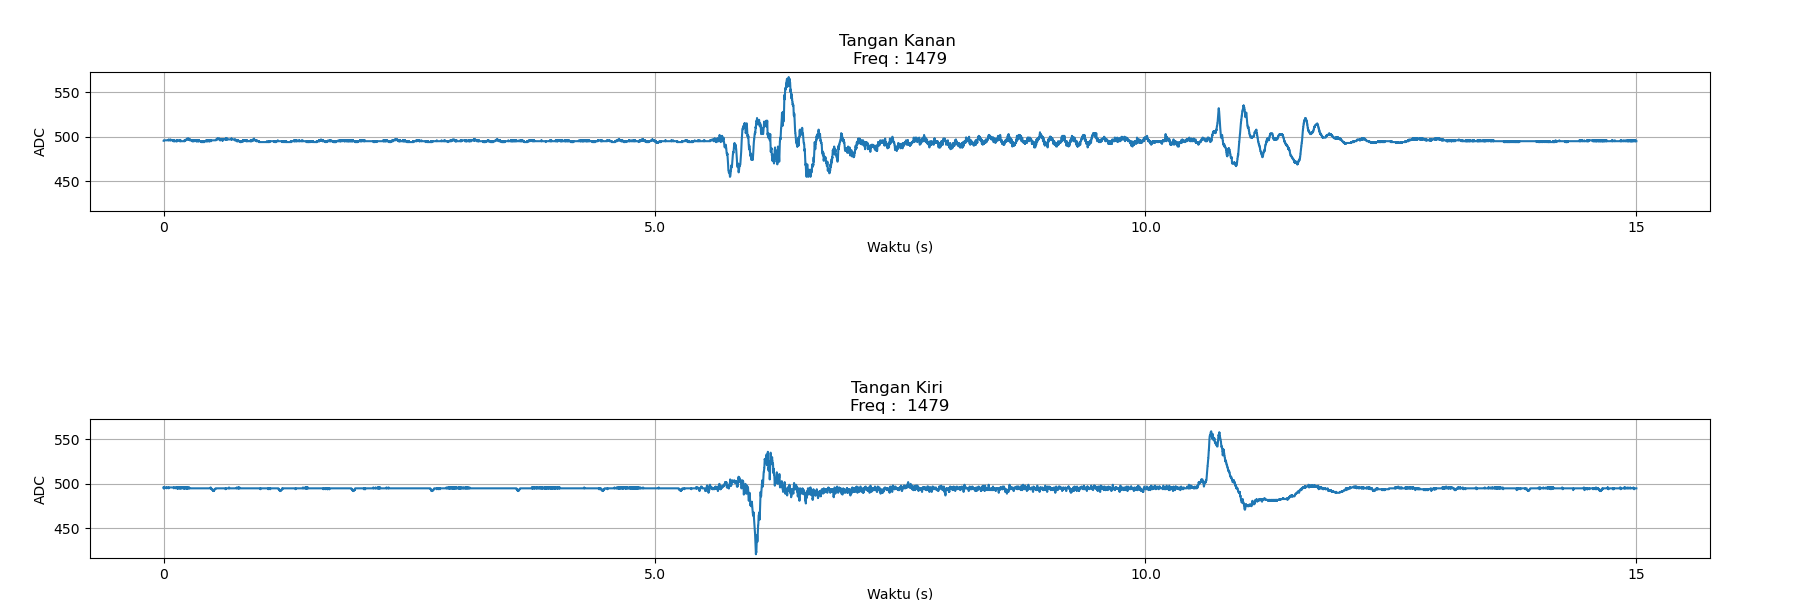 Tangan Kanan
Freq : 1479
550
500
450
ADC
0 5.0 10.0 15
Waktu (s)
Tangan Kiri
Freq :  1479
550
500
450
ADC
0 5.0 10.0 15
Waktu (s)